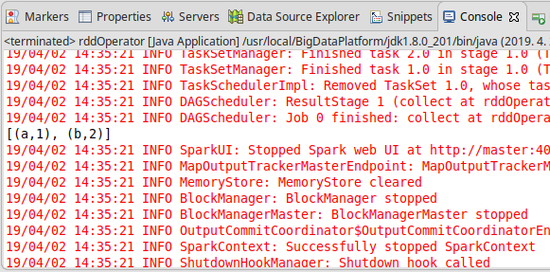 Markers Properties Servers Data Source Explorer Snippets Console
<terminated> rddOperator [Java Application] /usr/local/BigDataPlatform/jdk1.8.0_201/bin/java (2019. 4.
19/04/02 14:35:21 INFO TaskSetManager: Finished task 2.0 in stage 1.0 (T
19/04/02 14:35:21 INFO TaskSetManager: Finished task 1.0 in stage 1.0 (T
19/04/02 14:35:21 INFO TaskSchedulerImpl: Removed TaskSet 1.0, whose tas
19/04/02 14:35:21 INFO DAGScheduler: ResultStage 1 (collect at rddOperat
19/04/02 14:35:21 INFO DAGScheduler: Job 0 finished: collect at rddOpera
[(a,1), (b,2)]
19/04/02 14:35:21 INFO SparkUI: Stopped Spark web UI at http://master:40
19/04/02 14:35:21 INFO MapOutputTrackerMasterEndpoint: MapOutputTrackerM
19/04/02 14:35:21 INFO MemoryStore: MemoryStore cleared
19/04/02 14:35:21 INFO BlockManager: BlockManager stopped
19/04/02 14:35:21 INFO BlockManagerMaster: BlockManagerMaster stopped
19/04/02 14:35:21 INFO OutputCommitCoordinator$OutputCommitCoordinatorEn
19/04/02 14:35:21 INFO SparkContext: Successfully stopped SparkContext
19/04/02 14:35:21 INFO ShutdownHookManager: Shutdown hook called